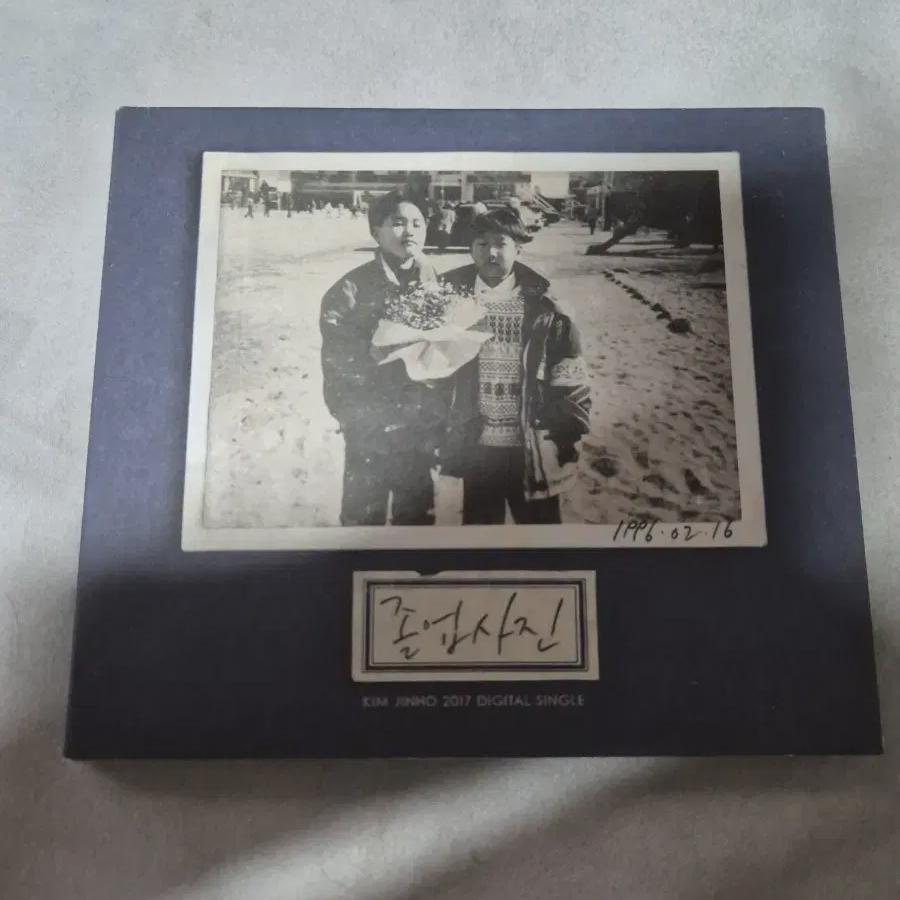 1996.02.16
졸업사진
KIM JINHO 2017 DIGITAL SINGLE